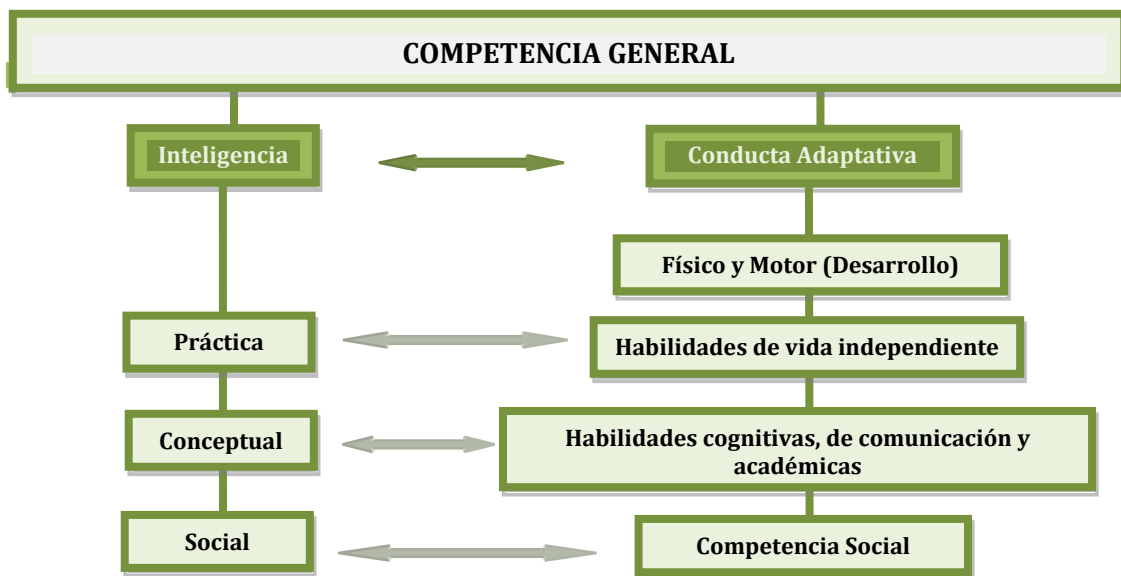 COMPETENCIA GENERAL
Inteligencia
Conducta Adaptativa
Físico y Motor (Desarrollo)
Práctica
Habilidades de vida independiente
Conceptual
Habilidades cognitivas, de comunicación y
académicas
Social
Competencia Social